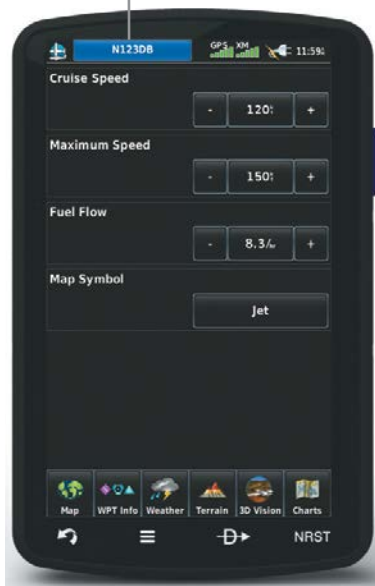 N123DB
GPS XM 11:59
Cruise Speed
- 120 +
Maximum Speed
- 150 +
Fuel Flow
- 8.3 +
Map Symbol
Jet
Map WPT Info Weather Terrain 3D Vision Charts
D NRST